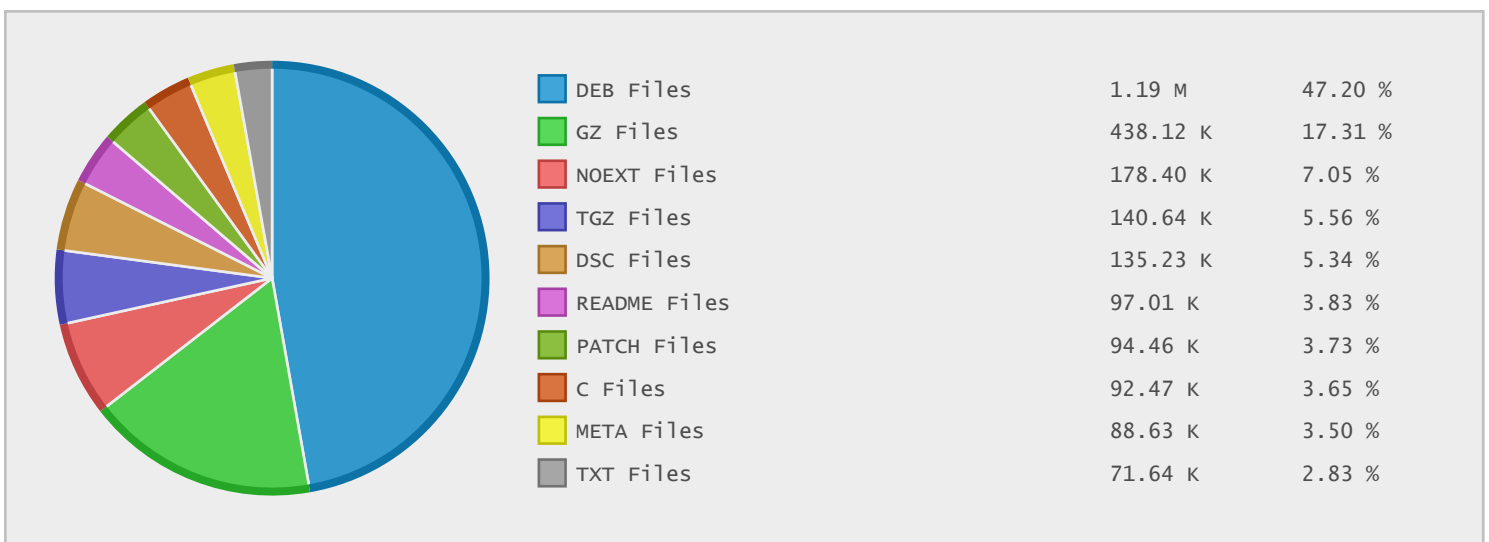 DEB Files 1.19 M 47.20 %
GZ Files 438.12 K 17.31 %
NOEXT Files 178.40 K 7.05 %
TGZ Files 140.64 K 5.56 %
DSC Files 135.23 K 5.34 %
README Files 97.01 K 3.83 %
PATCH Files 94.46 K 3.73 %
C Files 92.47 K 3.65 %
META Files 88.63 K 3.50 %
TXT Files 71.64 K 2.83 %